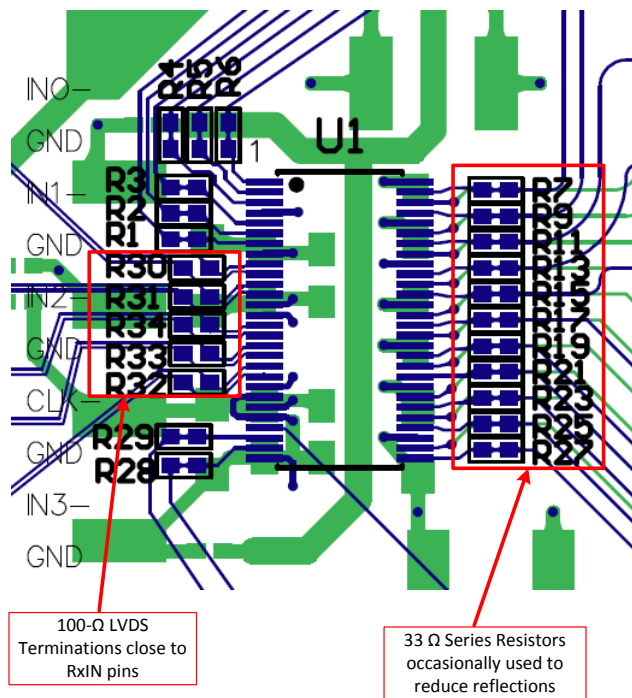 IN0-
GND
IN1-
GND
IN2-
GND
CLK-
GND
IN3-
GND
R4
R5
R6
1
U1
R3
R2
R1
R30
R31
R34
R33
R32
R29
R28
R7
R9
R11
R13
R15
R17
R19
R21
R23
R25
R27
100-Ω LVDS
Terminations close to
RxIN pins
33 Ω Series Resistors
occasionally used to
reduce reflections